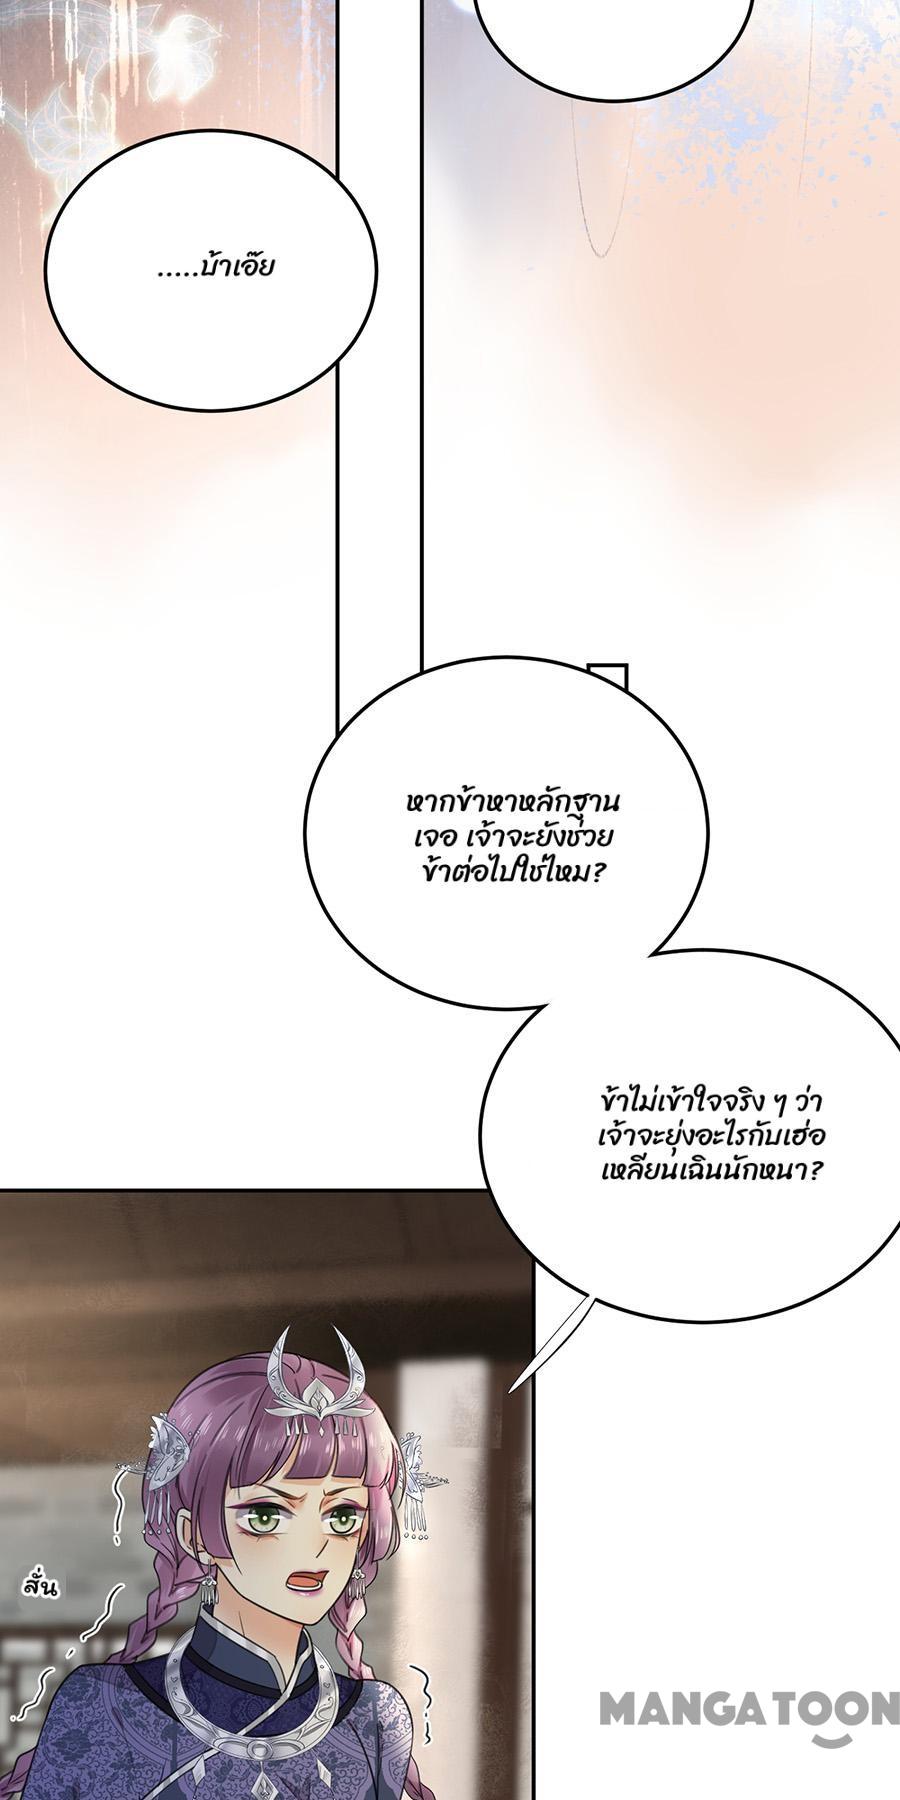 .....บ้าเอ๊ย
หากข้าหาหลักฐาน
เจอ เจ้าจะยังช่วย
ข้าต่อไปใช่ไหม?
ข้าไม่เข้าใจจริง ๆ ว่า
เจ้าจะยุ่งอะไรกับเฮ่อ
เหลียนเฉินนักหนา?
สั่น
MANGATOON